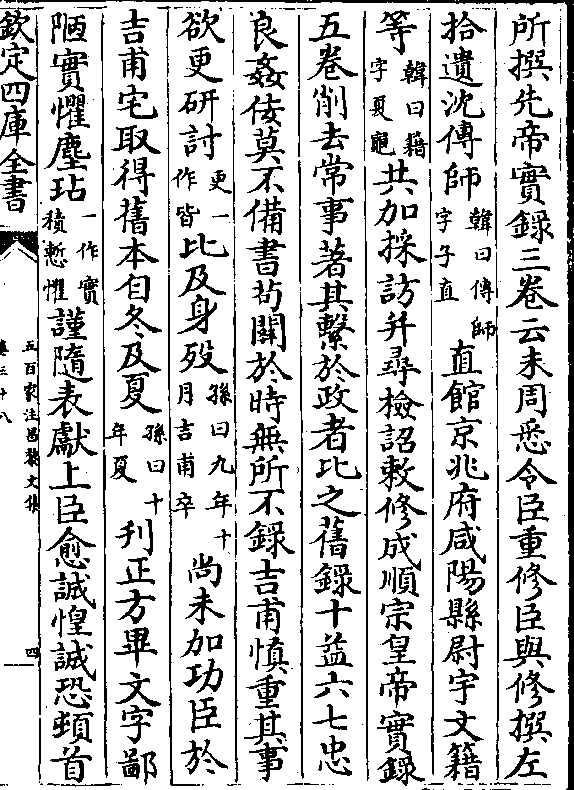 所撰先帝實錄三卷云未周悉令臣重修臣與修撰左
拾遺沈傳師韓曰傳師字子直直館京兆府咸陽縣尉宇文籍
等韓曰籍字夏龜共加採訪并尋檢詔敕修成順宗皇帝實錄
五卷削去常事著其繫於政者比之舊錄十益六七忠
良姦佞莫不備書苟關於時無所不錄吉甫慎重其事
欲更研討更一作皆比及身歿孫曰九年十月吉甫卒尚未加功臣於
吉甫宅取得舊本自冬及夏孫曰十年夏刋正方畢文字鄙
陋實懼塵玷一作實積慙懼謹隨表獻上臣愈誠惶誠恐頓首
欽定四庫全書
五百家注昌黎文集
卷三十八
四